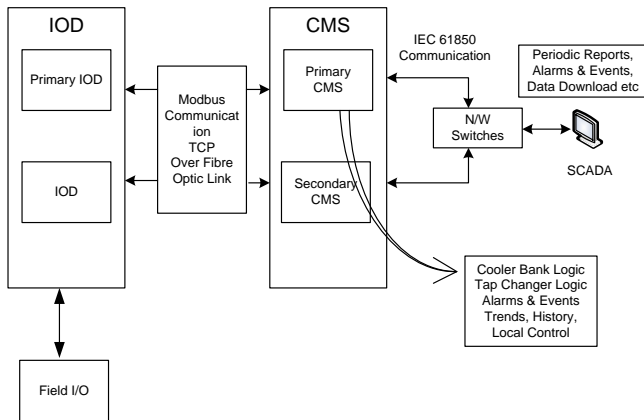 IOD
Primary IOD
IOD
Field I/O
Modbus
Communicat
ion
TCP
Over Fibre
Optic Link
CMS
Primary
CMS
Secondary
CMS
IEC 61850
Communication
N/W
Switches
Periodic Reports,
Alarms & Events,
Data Download etc
SCADA
Cooler Bank Logic
Tap Changer Logic
Alarms & Events
Trends, History,
Local Control